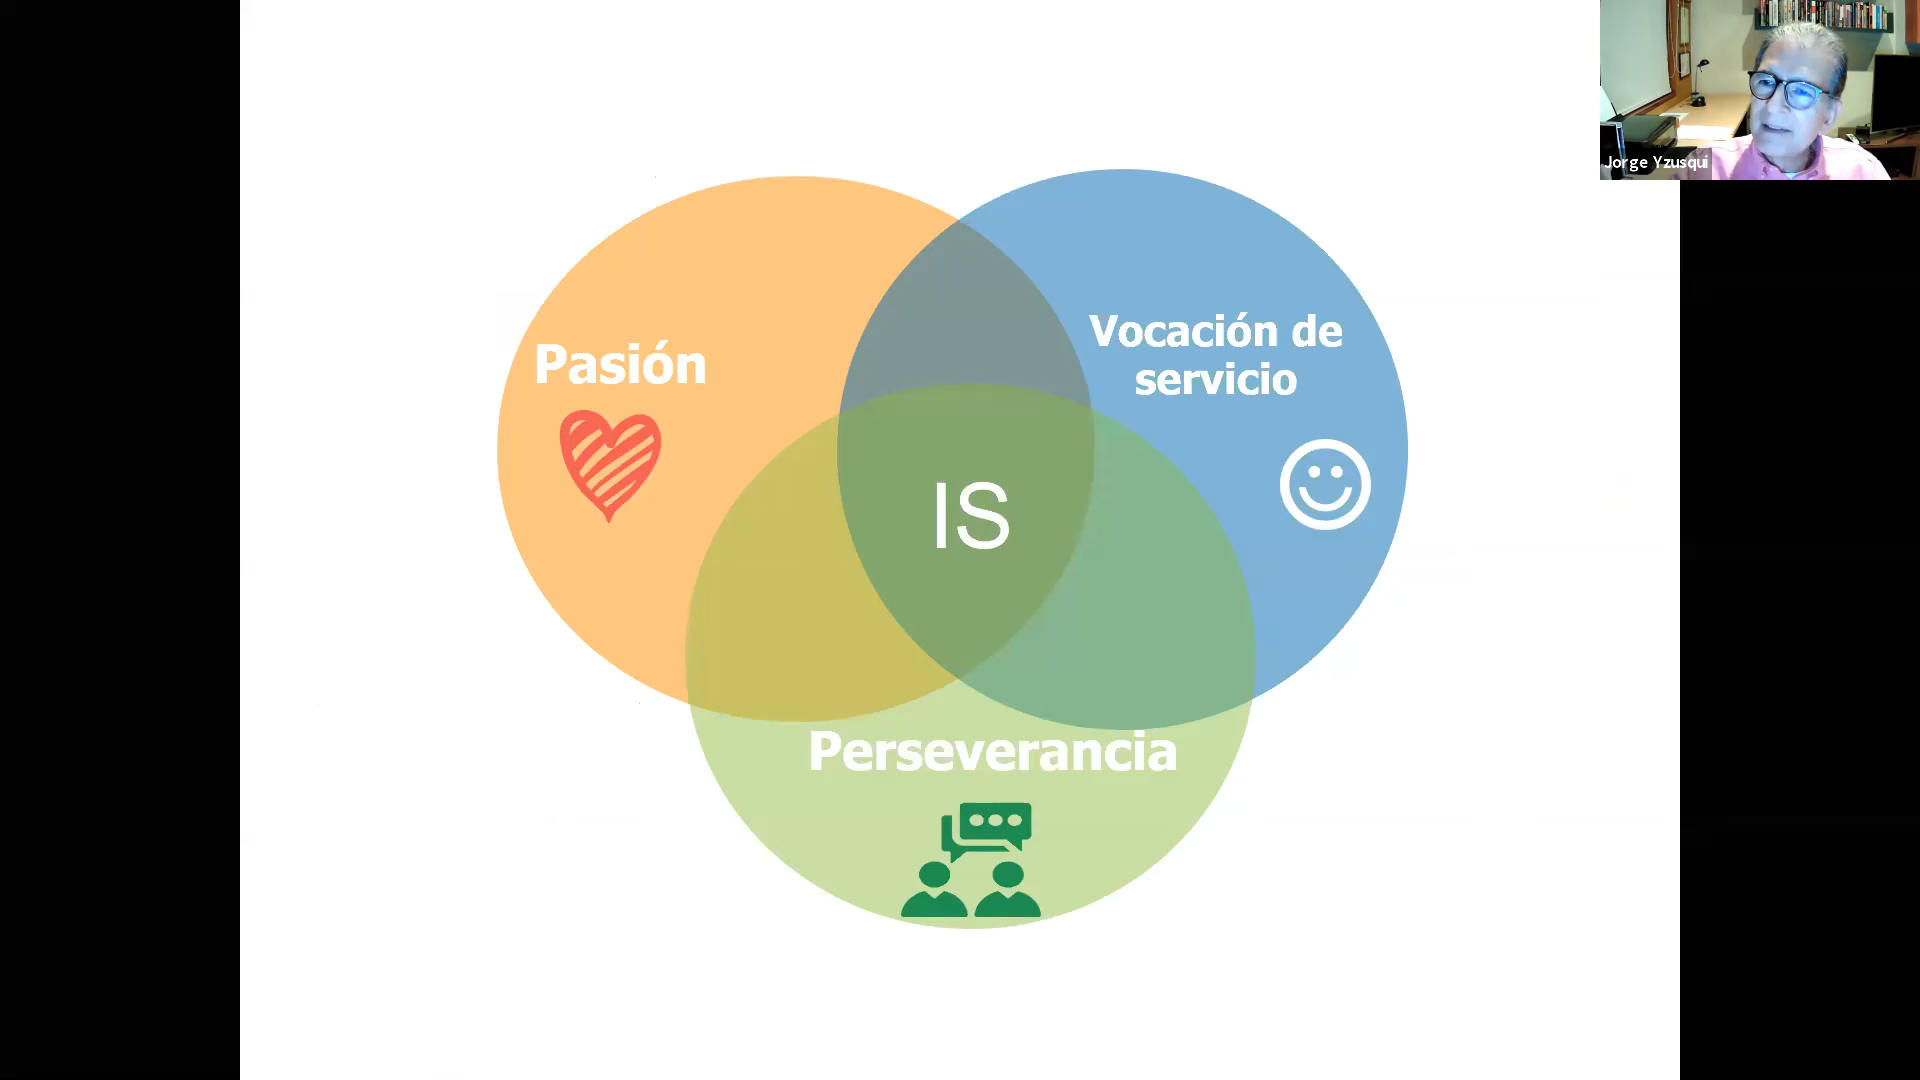 Jorge Yzusqui
Pasión
Vocación de
servicio
IS
Perseverancia